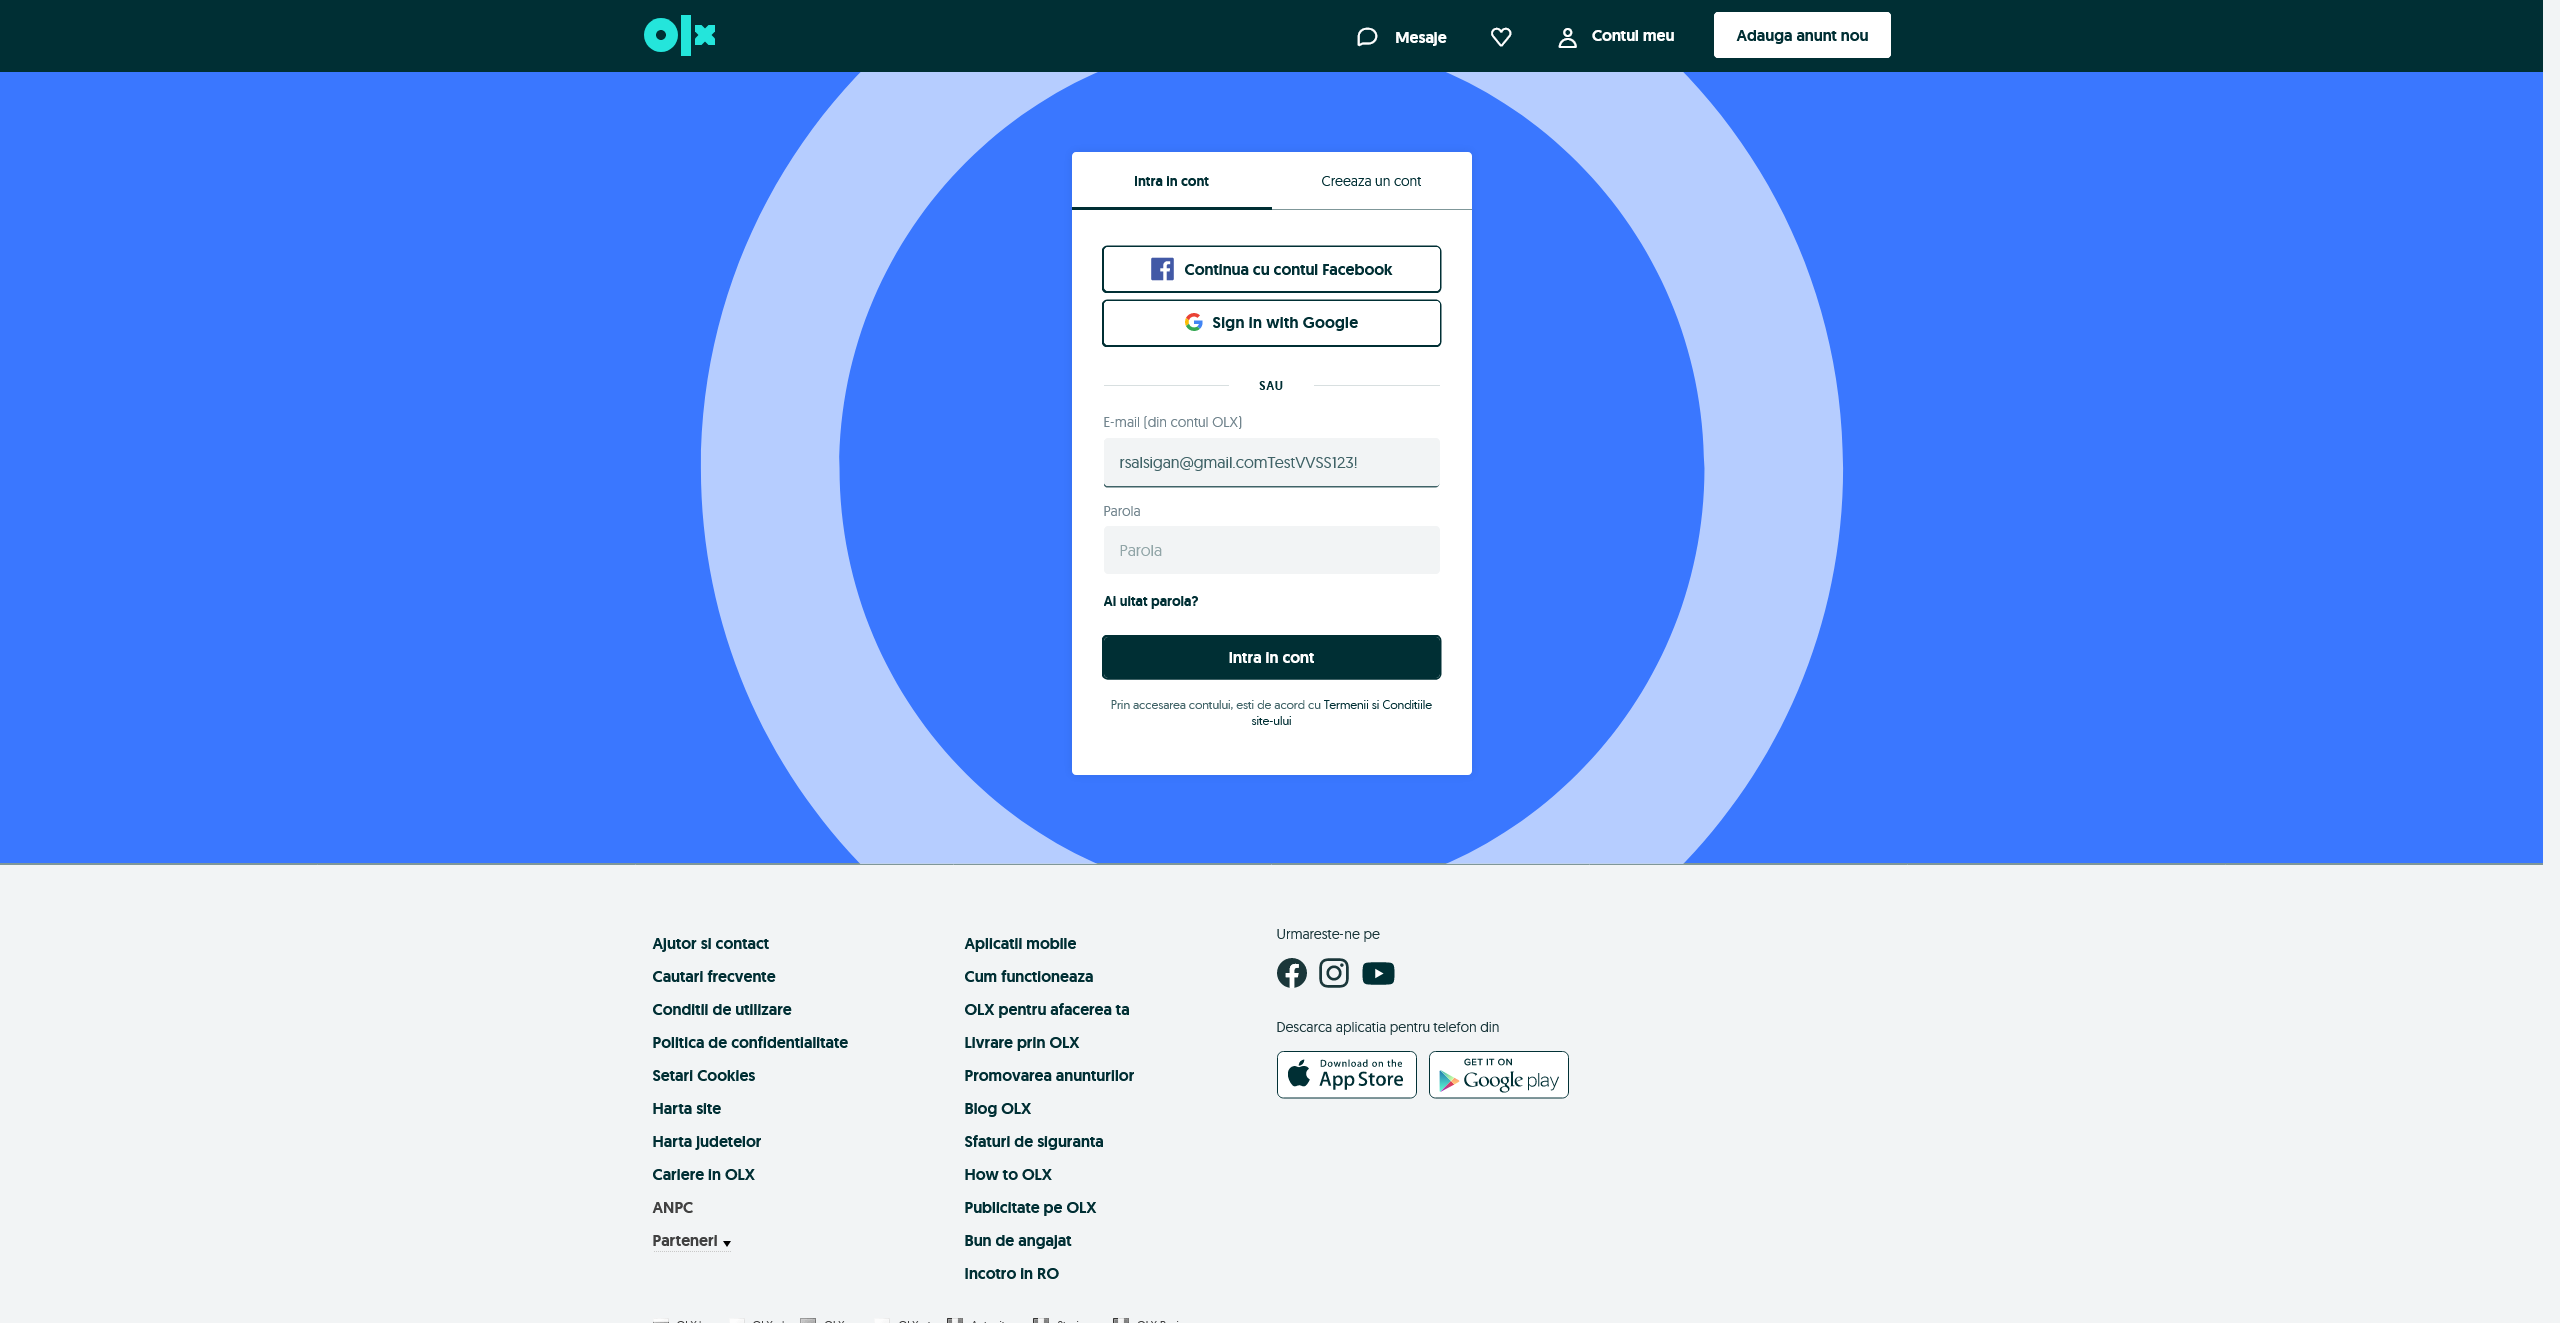 olx
Mesaje
Contul meu
Adauga anunt nou
Intra in cont
Creeaza un cont
Continua cu contul Facebook
Sign in with Google
SAU
E-mail (din contul OLX)
rsalsigan@gmail.comTestVVSS123!
Parola
Parola
Ai uitat parola?
Intra in cont
Prin accesarea contului, esti de acord cu Termenii si Conditiile
site-ului
Ajutor si contact
Cautari frecvente
Conditii de utilizare
Politica de confidentialitate
Setari Cookies
Harta site
Harta judetelor
Cariere in OLX
ANPC
Parteneri
Aplicatii mobile
Cum functioneaza
OLX pentru afacerea ta
Livrare prin OLX
Promovarea anunturilor
Blog OLX
Sfaturi de siguranta
How to OLX
Publicitate pe OLX
Bun de angajat
Incotro in RO
Urmareste-ne pe
Descarca aplicatia pentru telefon din
Download on the
App Store
GET IT ON
Google play